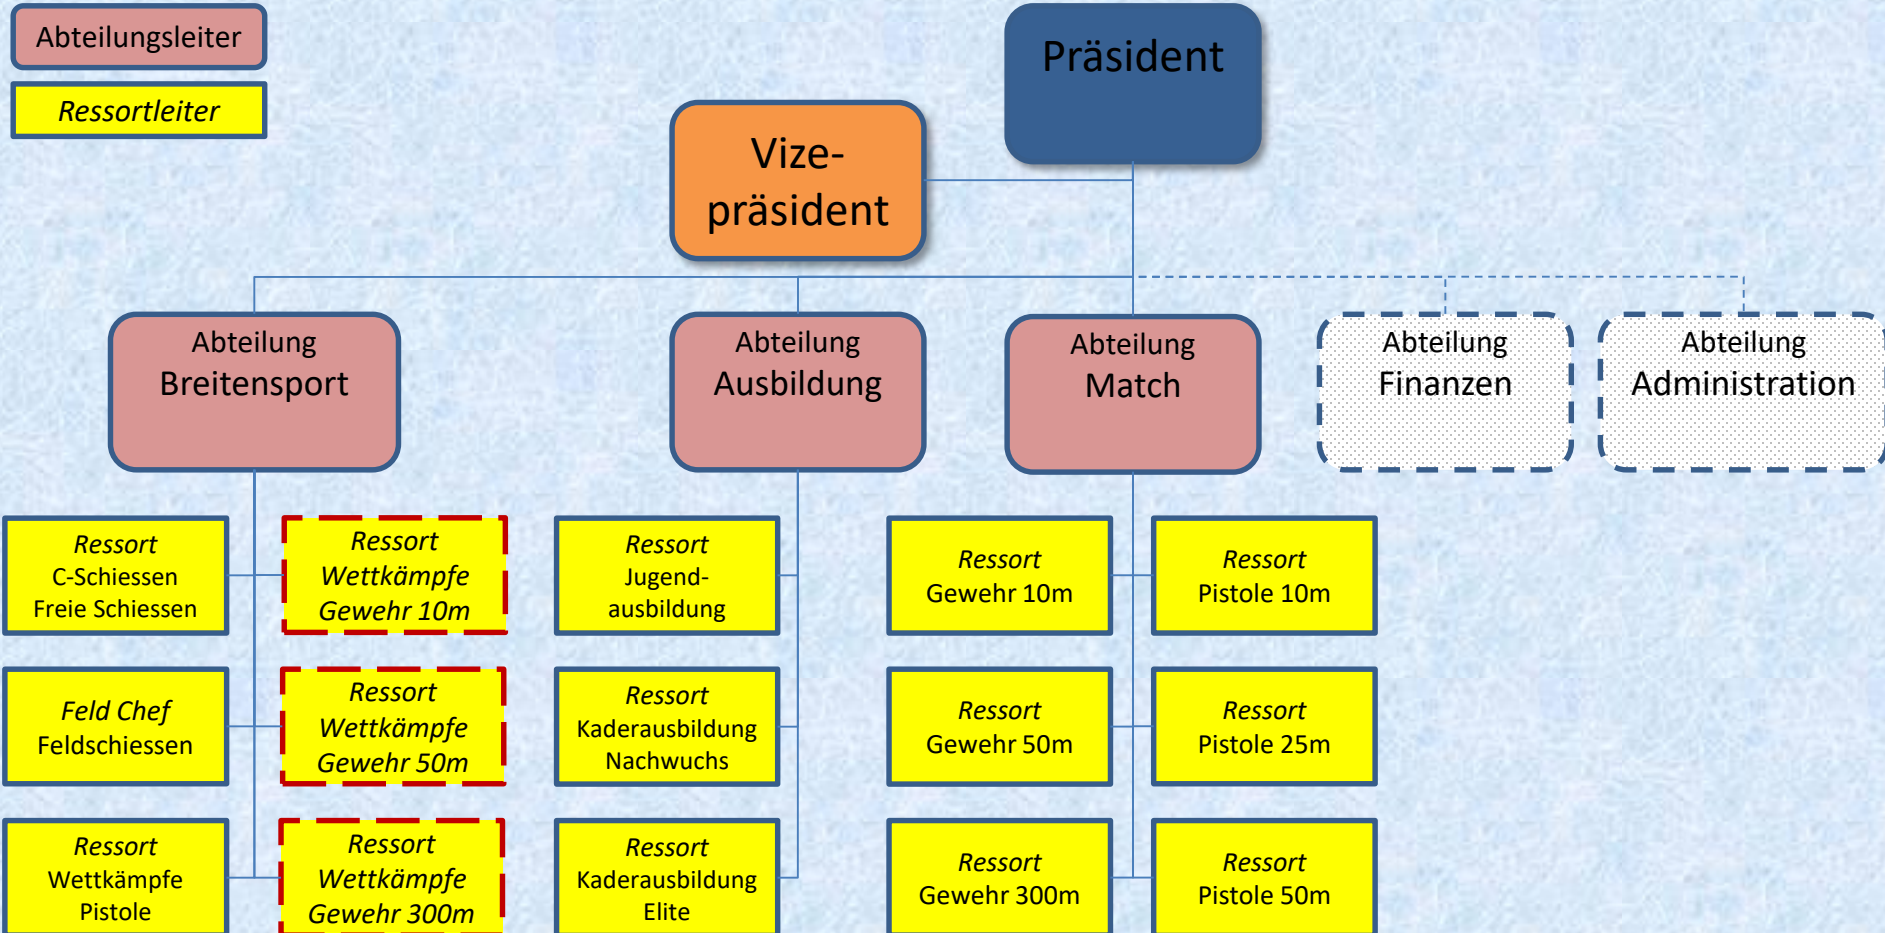 Abteilungsleiter
Ressortleiter
Präsident
Vize-
präsident
Abteilung
Breitensport
Abteilung
Ausbildung
Abteilung
Match
Abteilung
Finanzen
Abteilung
Administration
Ressort
C-Schiessen
Freie Schiessen
Ressort
Wettkämpfe
Gewehr 10m
Ressort
Jugend-
ausbildung
Ressort
Gewehr 10m
Ressort
Pistole 10m
Feld Chef
Feldschiessen
Ressort
Wettkämpfe
Gewehr 50m
Ressort
Kaderausbildung
Nachwuchs
Ressort
Gewehr 50m
Ressort
Pistole 25m
Ressort
Wettkämpfe
Pistole
Ressort
Wettkämpfe
Gewehr 300m
Ressort
Kaderausbildung
Elite
Ressort
Gewehr 300m
Ressort
Pistole 50m